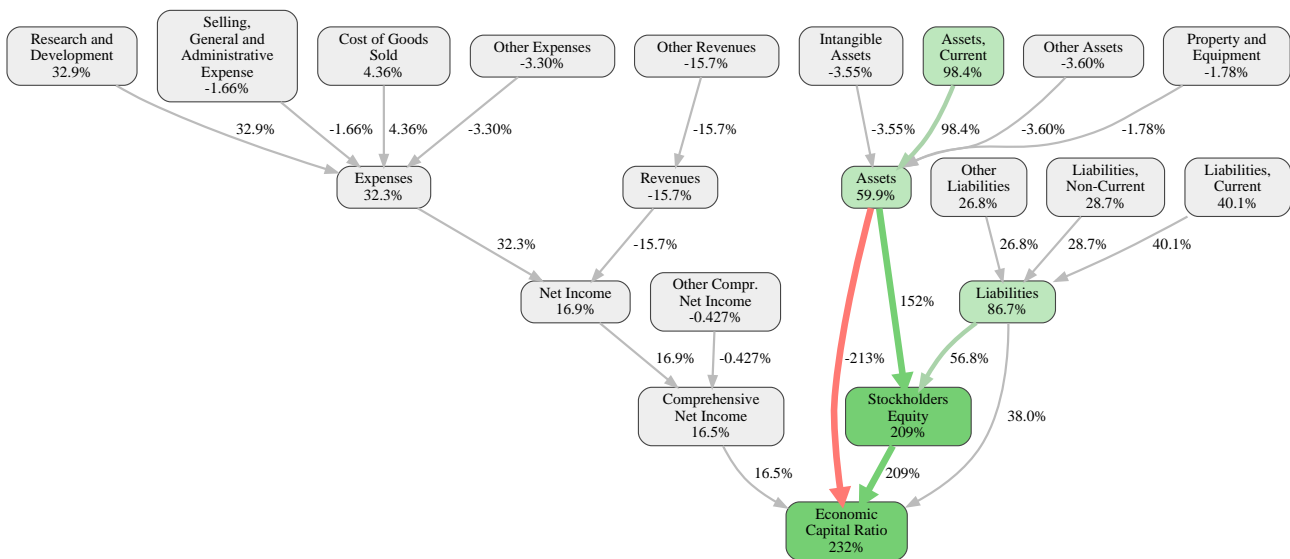 Research and
Development
32.9%
Selling,
General and
Administrative
Expense
-1.66%
Cost of Goods
Sold
4.36%
Other Expenses
-3.30%
Other Revenues
-15.7%
Intangible
Assets
-3.55%
Assets,
Current
98.4%
Other Assets
-3.60%
Property and
Equipment
-1.78%
32.9%
-1.66%
4.36%
-3.30%
-15.7%
-3.55%
98.4%
-3.60%
-1.78%
Expenses
32.3%
Revenues
-15.7%
Assets
59.9%
Other
Liabilities
26.8%
Liabilities,
Non-Current
28.7%
Liabilities,
Current
40.1%
32.3%
-15.7%
26.8%
28.7%
40.1%
Net Income
16.9%
Other Compr.
Net Income
-0.427%
152%
Liabilities
86.7%
16.9%
-0.427%
-213%
56.8%
Comprehensive
Net Income
16.5%
Stockholders
Equity
209%
38.0%
16.5%
209%
Economic
Capital Ratio
232%